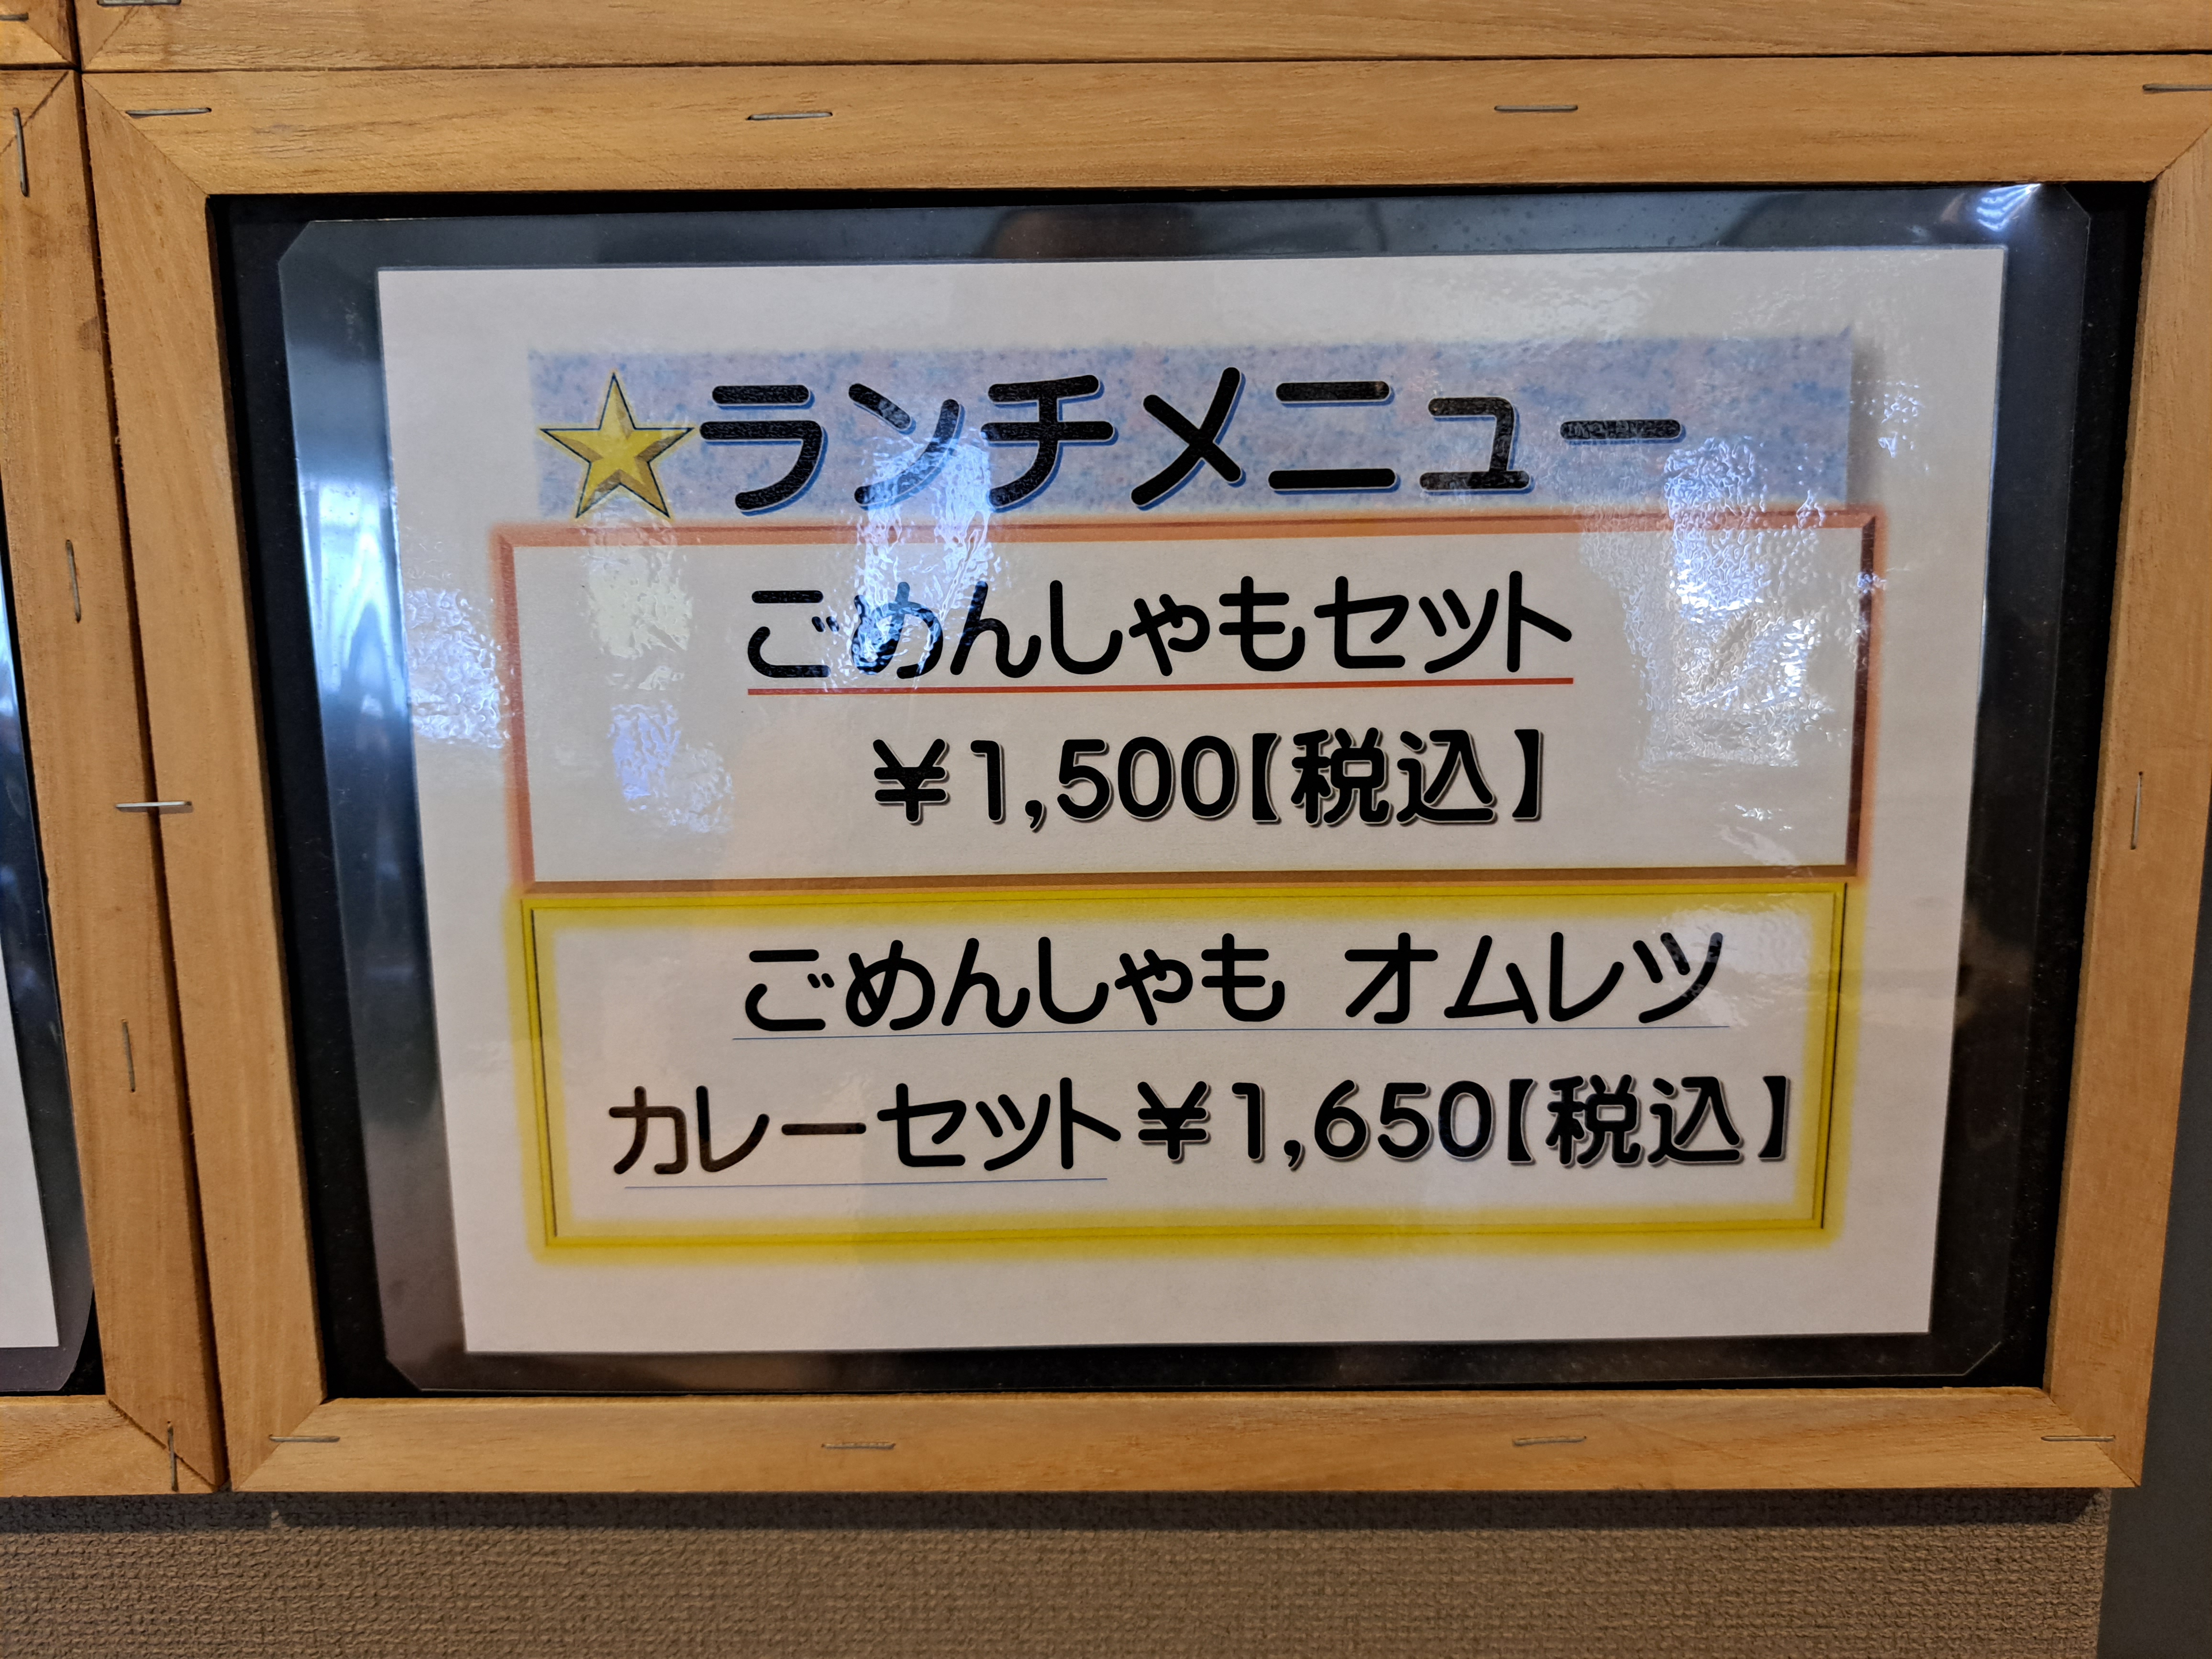 ★ランチメニュー
ごめんしゃもセット
¥1,500【税込】
ごめんしゃも オムレツ
カレーセット¥1,650【税込】